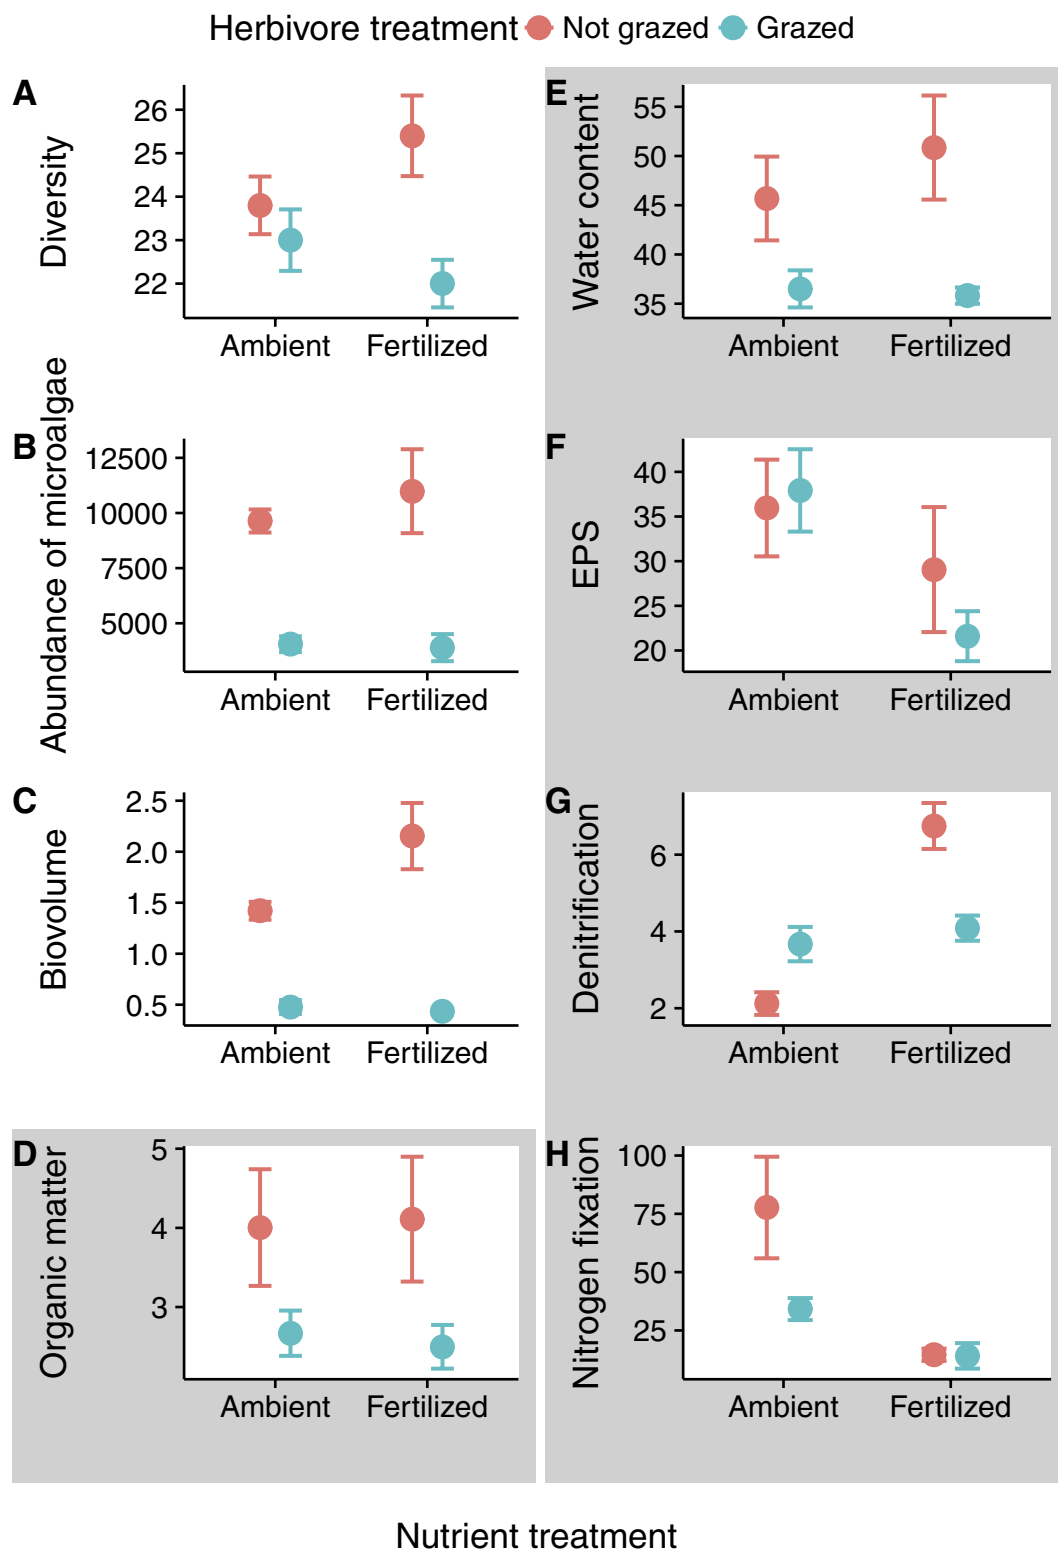 Herbivore treatment Not grazed Grazed
A
Diversity
26
25
24
23
22
Ambient Fertilized
B
Abundance of microalgae
12500
10000
7500
5000
Ambient Fertilized
C
Biovolume
2.5
2.0
1.5
1.0
0.5
Ambient Fertilized
D
Organic matter
5
4
3
Ambient Fertilized
E
Water content
55
50
45
40
35
Ambient Fertilized
F
EPS
40
35
30
25
20
Ambient Fertilized
G
Denitrification
6
4
2
Ambient Fertilized
H
Nitrogen fixation
100
75
50
25
Ambient Fertilized
Nutrient treatment